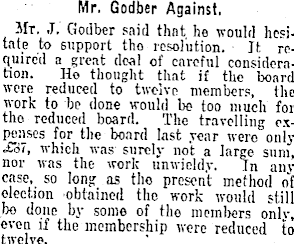 Mr. Godber Against.
Mr. J. Godber said that he would hesi-
tate to support the resolution. It re-
quired a great deal of careful considera-
tion. He thought that if the board
were reduced to twelve members, the
work to be done would be too much for
the reduced board. The travelling ex-
penses for the board last year were only
£37, which was surely not a large sum,
nor was the work unwieldy. In any
case, so long as the present method of
election obtained the work would still
be done by some of the members only,
even if the membership were reduced to
twelve.